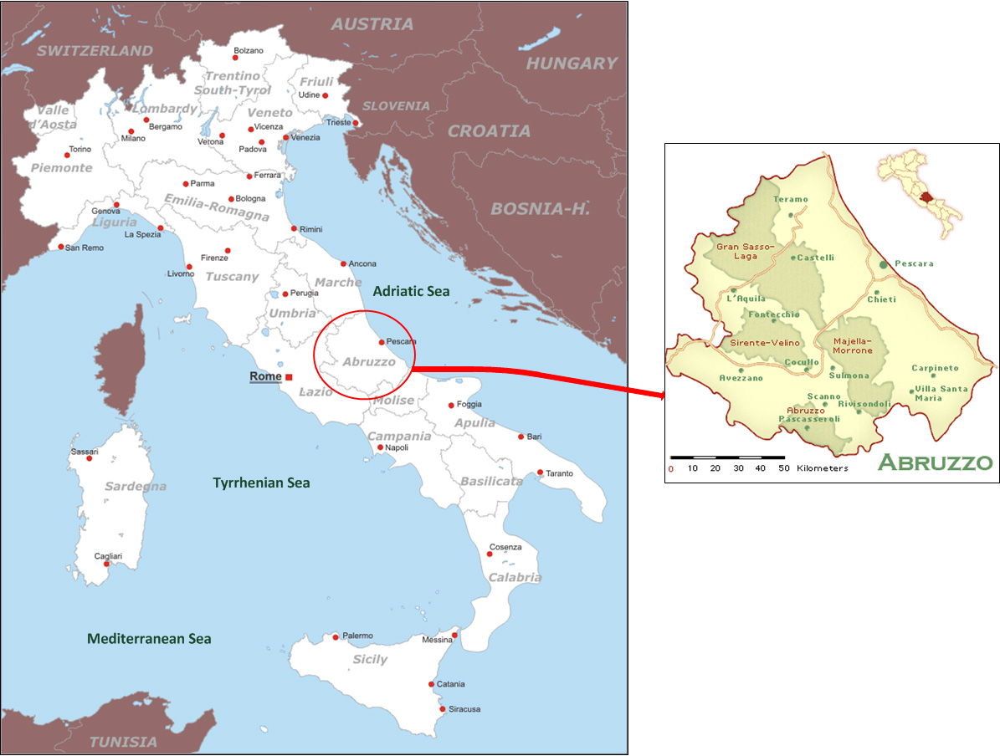 AUSTRIA
SWITZERLAND
HUNGARY
Bolzano
Trentino
South-Tyrol
Friuli
Udine
SLOVENIA
Valle
d'Aosta
Lombardy
Veneto
Trieste
Bergamo
Vicenza
CROATIA
Milano
Verona
Venezia
Padova
Torino
Piemonte
Parma
Ferrara
Emilia-Romagna
Bologna
BOSNIA-H.
Genova
Liguria
La Spezia
Rimini
San Remo
Firenze
Livorno
Tuscany
Ancona
Marche
Adriatic Sea
Perugia
Umbria
Pescara
Abruzzo
Rome
Lazio
Molise
Foggia
Apulia
Campania
Bari
Napoli
Sassari
Tyrrhenian Sea
Basilicata
Taranto
Sardegna
Cosenza
Cagliari
Calabria
Mediterranean Sea
Palermo
Messina
Sicily
Catania
Siracusa
TUNISIA
Teramo
Gran Sasso-
Laga
Castelli
Pescara
L'Aquila
Chieti
Fontecchio
Sirente-Velino
Majella-
Morrone
Cocullo
Carpineto
Avezzano
Sulmona
Scanno
Villa Santa
Maria
Rivisondoli
Abruzzo
Pascasseroli
0 10 20 30 40 50 Kilometers
ABRUZZO